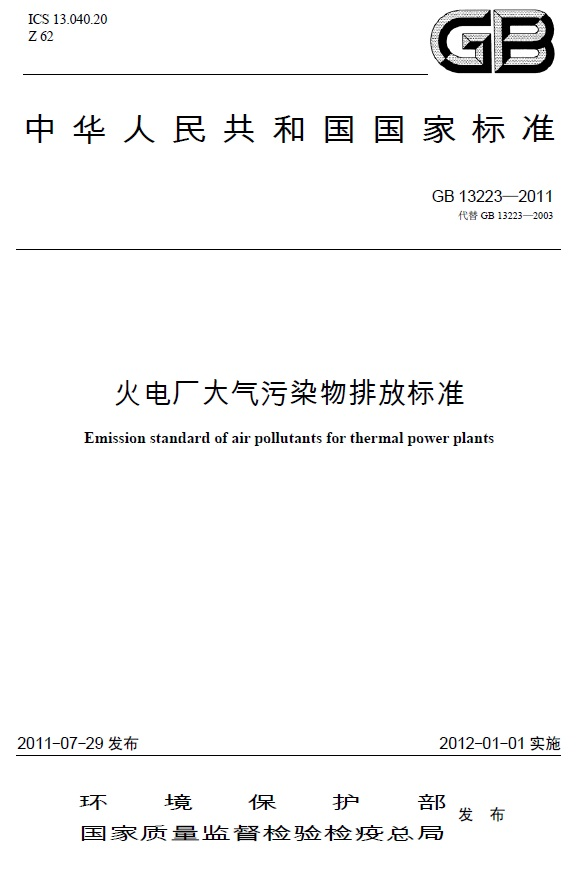 ICS 13.040.20
Z 62
GB
中华人民共和国国家标准
GB 13223—2011
代替 GB 13223—2003
火电厂大气污染物排放标准
Emission standard of air pollutants for thermal power plants
2011-07-29 发布
2012-01-01 实施
环境保护部
国家质量监督检验检疫总局
发布